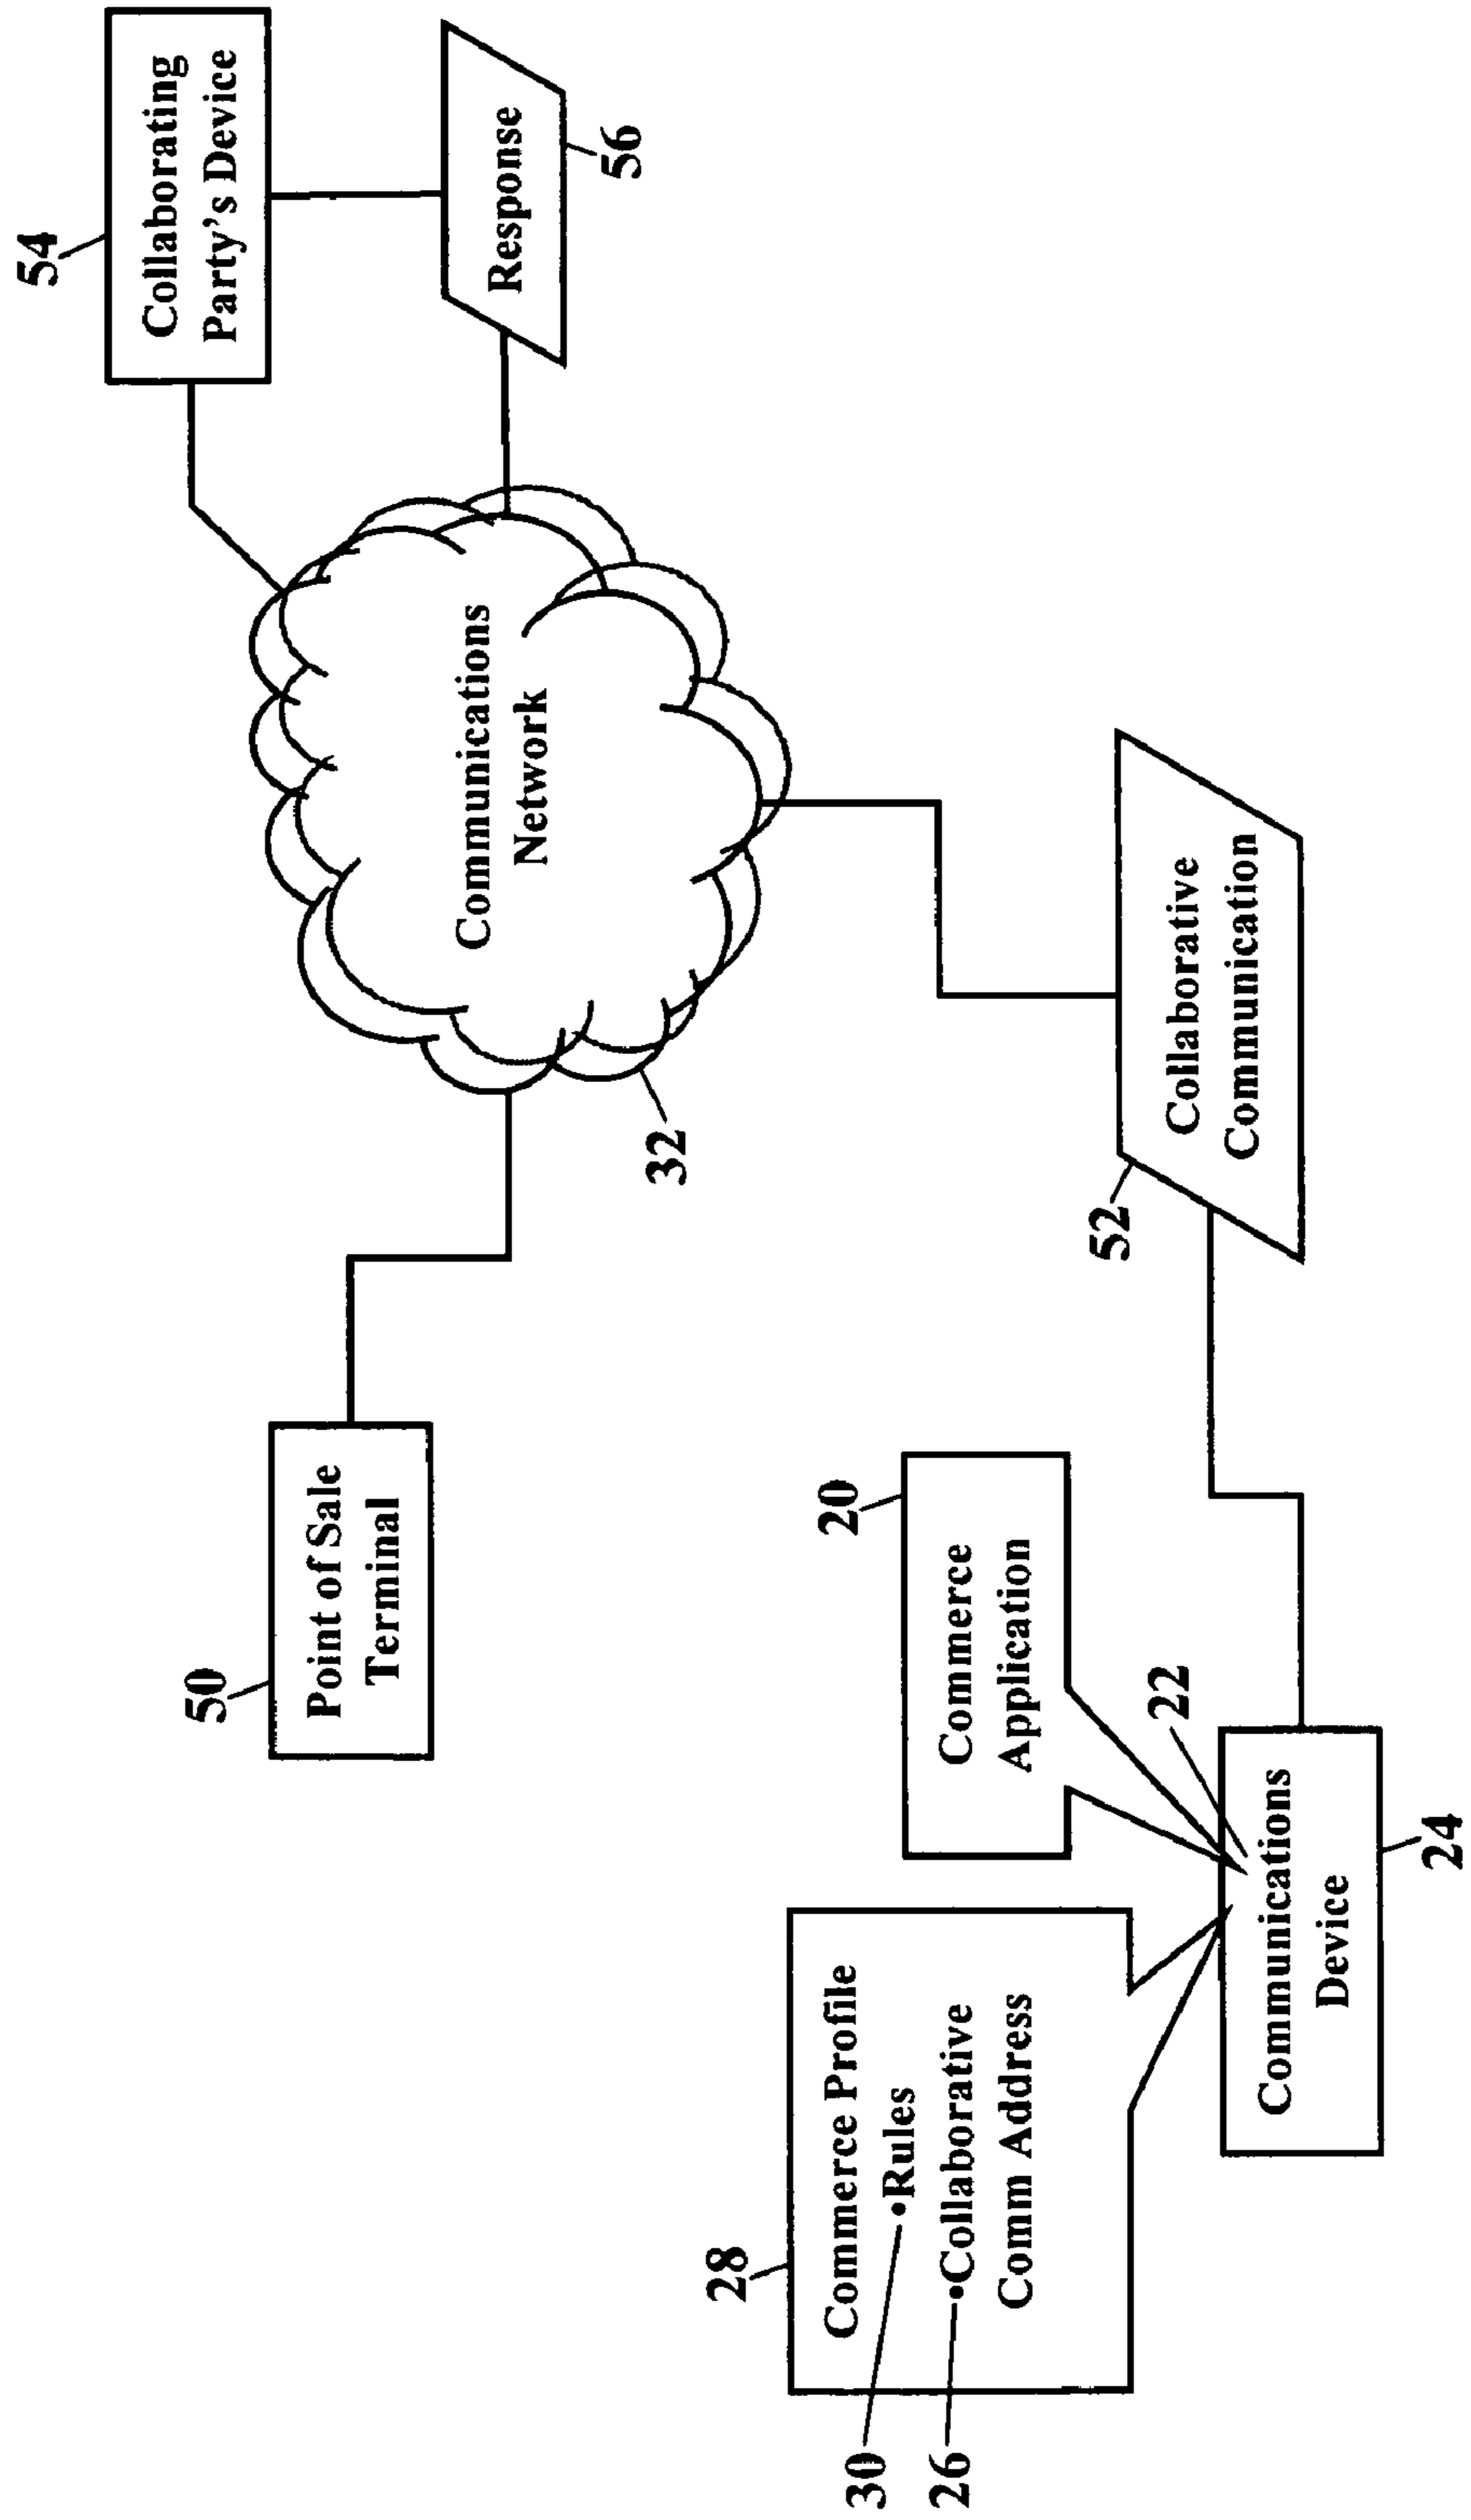 54
Collaborating
Party's Device
Response
56
Communications
Network
32
50
Point of Sale
Terminal
52
Collaborative
Communication
20
Commerce
Application
28
Commerce Profile
30
•Rules
26
•Collaborative
Comm Address
22
Communications
Device
24